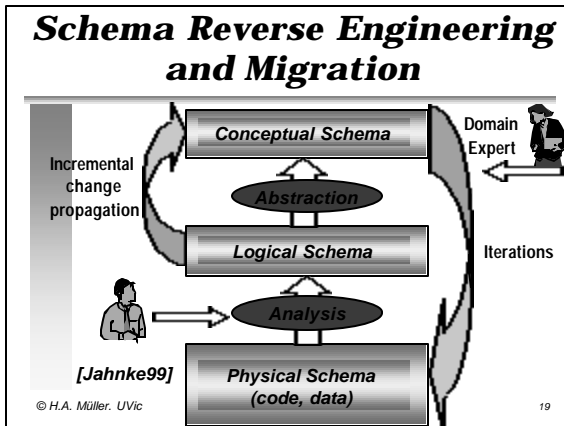 Schema Reverse Engineering
and Migration
Conceptual Schema
Domain
Expert
Incremental
change
propagation
Abstraction
Logical Schema
Iterations
Analysis
[Jahnke99]
Physical Schema
(code, data)
© H.A. Müller. UVic
19